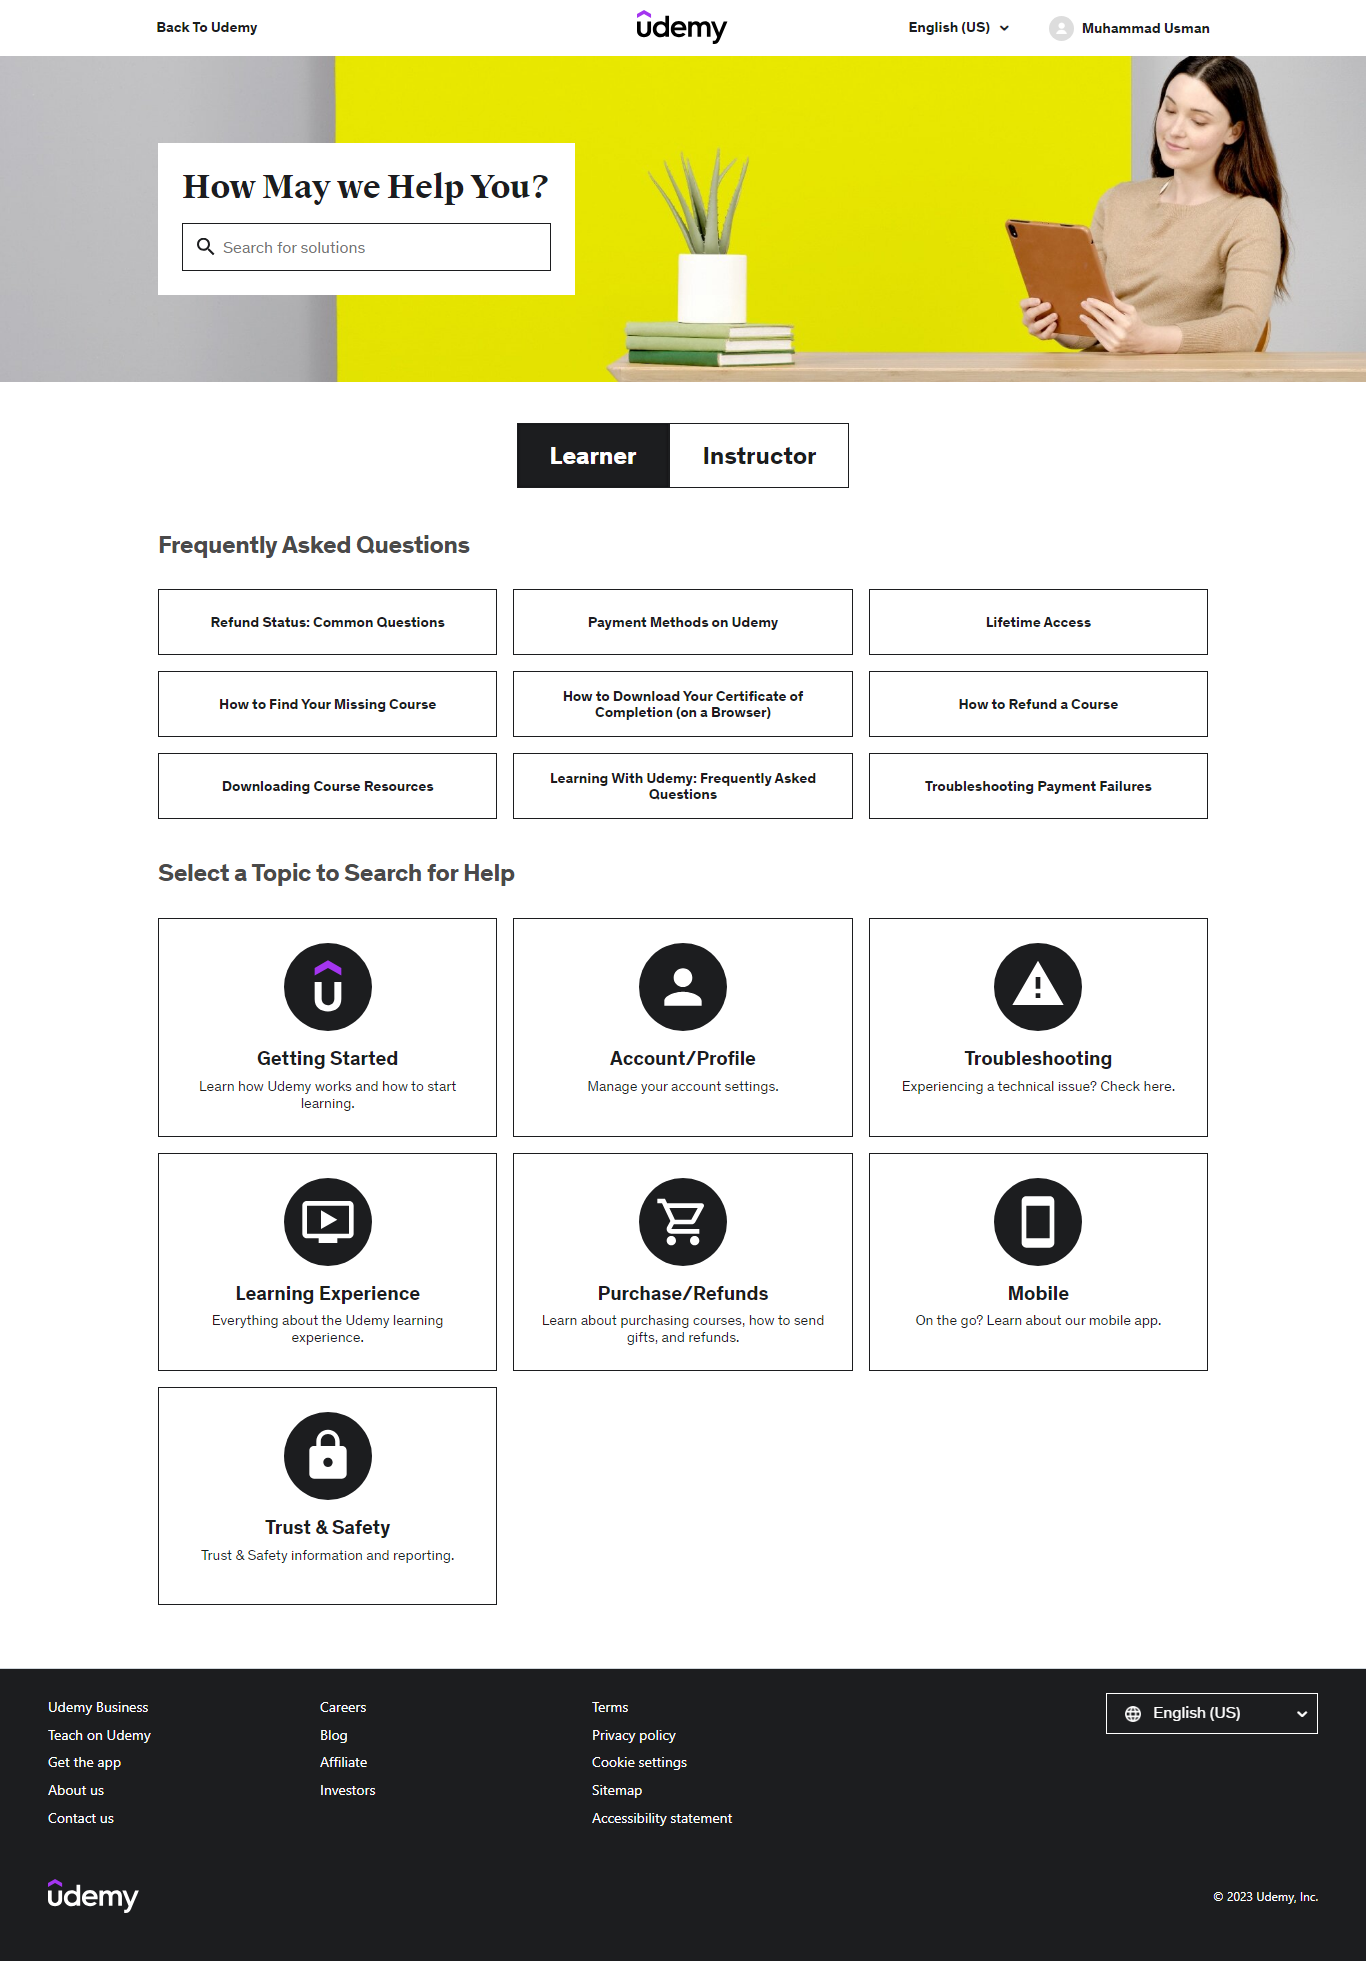 Back To Udemy
udemy
English (US)
Muhammad Usman
How May we Help You?
Search for solutions
Learner
Instructor
Frequently Asked Questions
Refund Status: Common Questions
Payment Methods on Udemy
Lifetime Access
How to Find Your Missing Course
How to Download Your Certificate of
Completion (on a Browser)
How to Refund a Course
Downloading Course Resources
Learning With Udemy: Frequently Asked
Questions
Troubleshooting Payment Failures
Select a Topic to Search for Help
Getting Started
Learn how Udemy works and how to start
learning.
Account/Profile
Manage your account settings.
Troubleshooting
Experiencing a technical issue? Check here.
Learning Experience
Everything about the Udemy learning
experience.
Purchase/Refunds
Learn about purchasing courses, how to send
gifts, and refunds.
Mobile
On the go? Learn about our mobile app.
Trust & Safety
Trust & Safety information and reporting.
Udemy Business
Teach on Udemy
Get the app
About us
Contact us
Careers
Blog
Affiliate
Investors
Terms
Privacy policy
Cookie settings
Sitemap
Accessibility statement
English (US)
udemy
© 2023 Udemy, Inc.